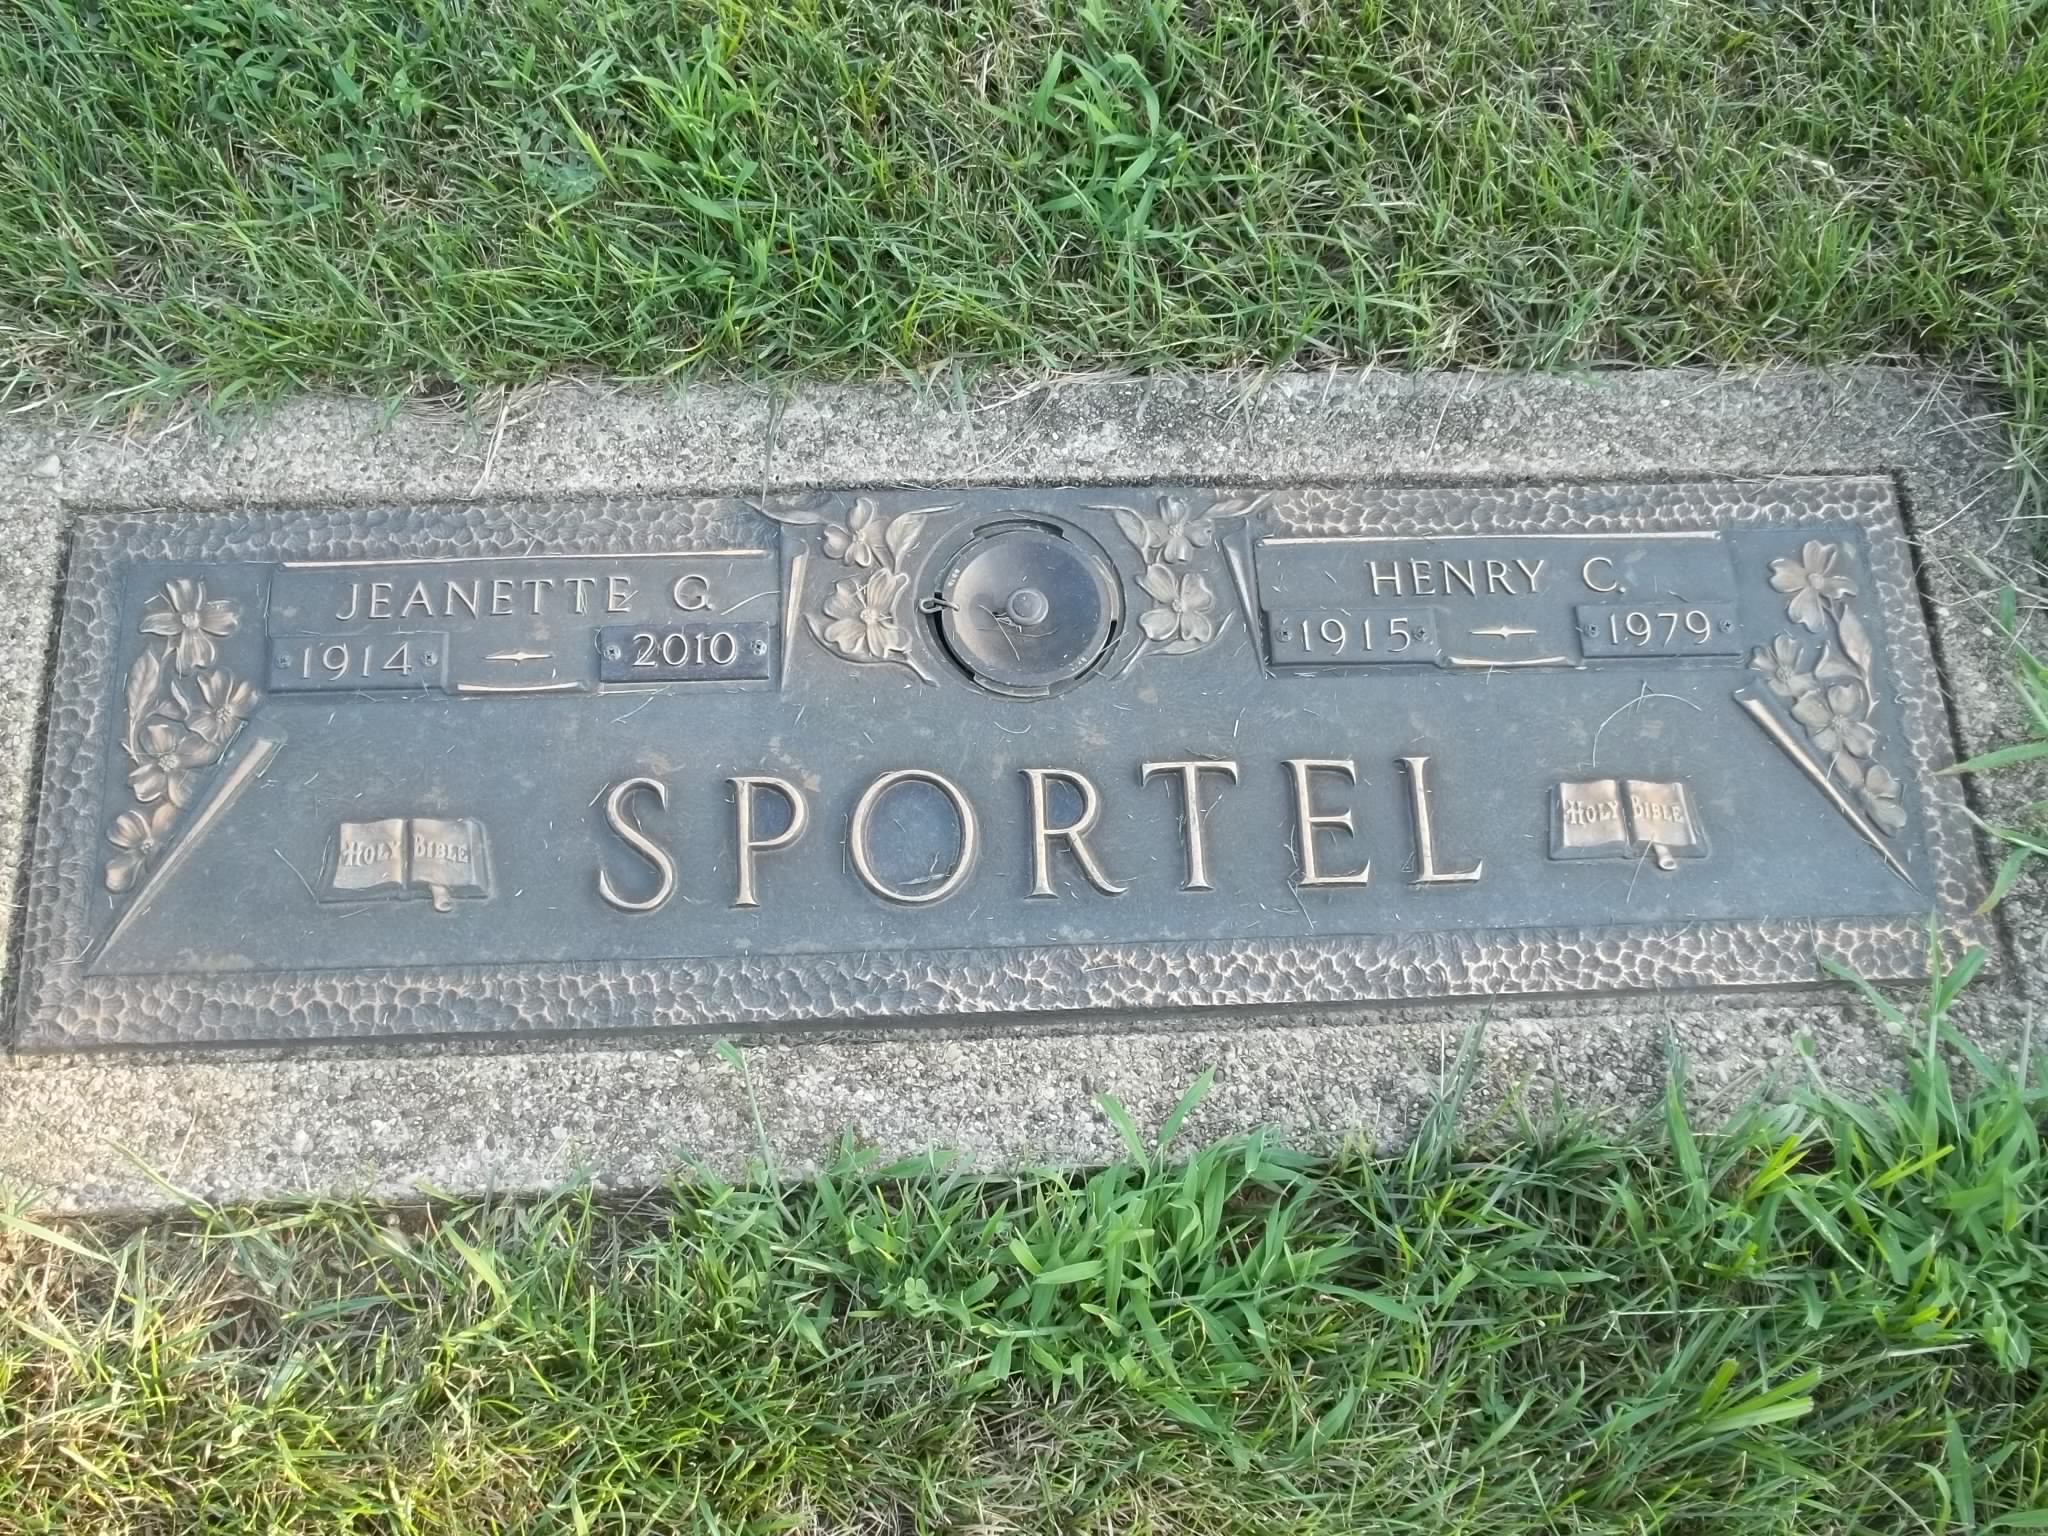 JEANETTE G.
1914 - 2010
HENRY C.
1915 - 1979
SPORTEL
HOLY BIBLE
HOLY BIBLE